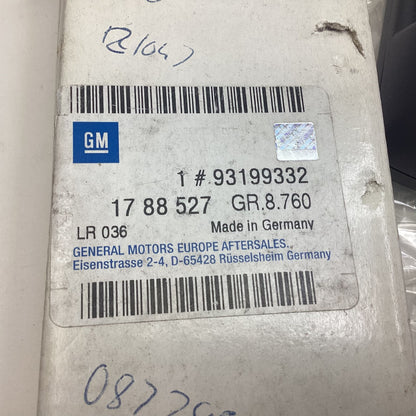 GM
1 # 93199332
17 88 527 GR.8.760
LR 036 Made in Germany
GENERAL MOTORS EUROPE AFTERSALES.,
Eisenstrasse 2-4, D-65428 Rüsselsheim Germany